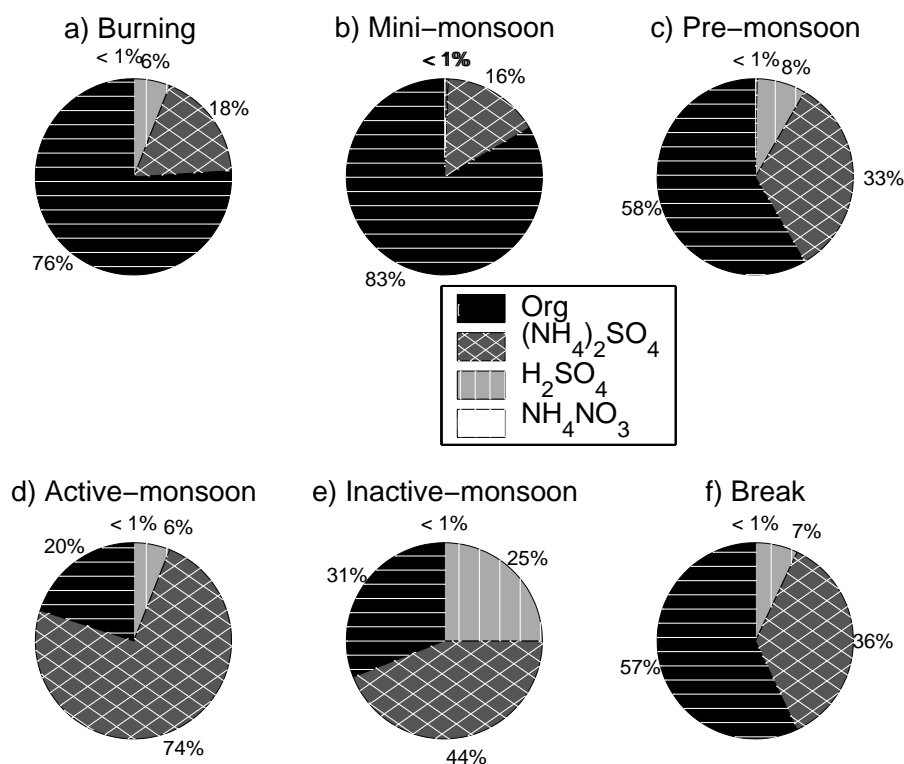 a) Burning
< 1%
6%
18%
76%
b) Mini−monsoon
< 1%
16%
83%
c) Pre−monsoon
< 1%
8%
33%
58%
Org
(NH4)2SO4
H2SO4
NH4NO3
d) Active−monsoon
< 1%
6%
20%
74%
e) Inactive−monsoon
< 1%
25%
31%
44%
f) Break
< 1%
7%
36%
57%